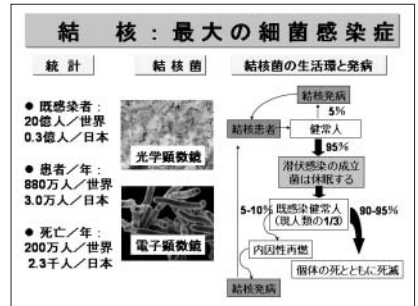 結 核 : 最大の細菌感染症
統 計
結 核 菌
結核菌の生活環と発病
● 既感染者：
20億人／世界
0.3億人／日本
● 患者／年：
880万人／世界
3.0万人／日本
● 死亡／年：
200万人／世界
2.3千人／日本
光学顕微鏡
電子顕微鏡
結核発病
5%
結核患者
健常人
95%
潜伏感染の成立
菌は休眠する
5-10%
既感染健常人
(現人類の1/3)
90-95%
内因性再燃
個体の死とともに死滅
結核発病